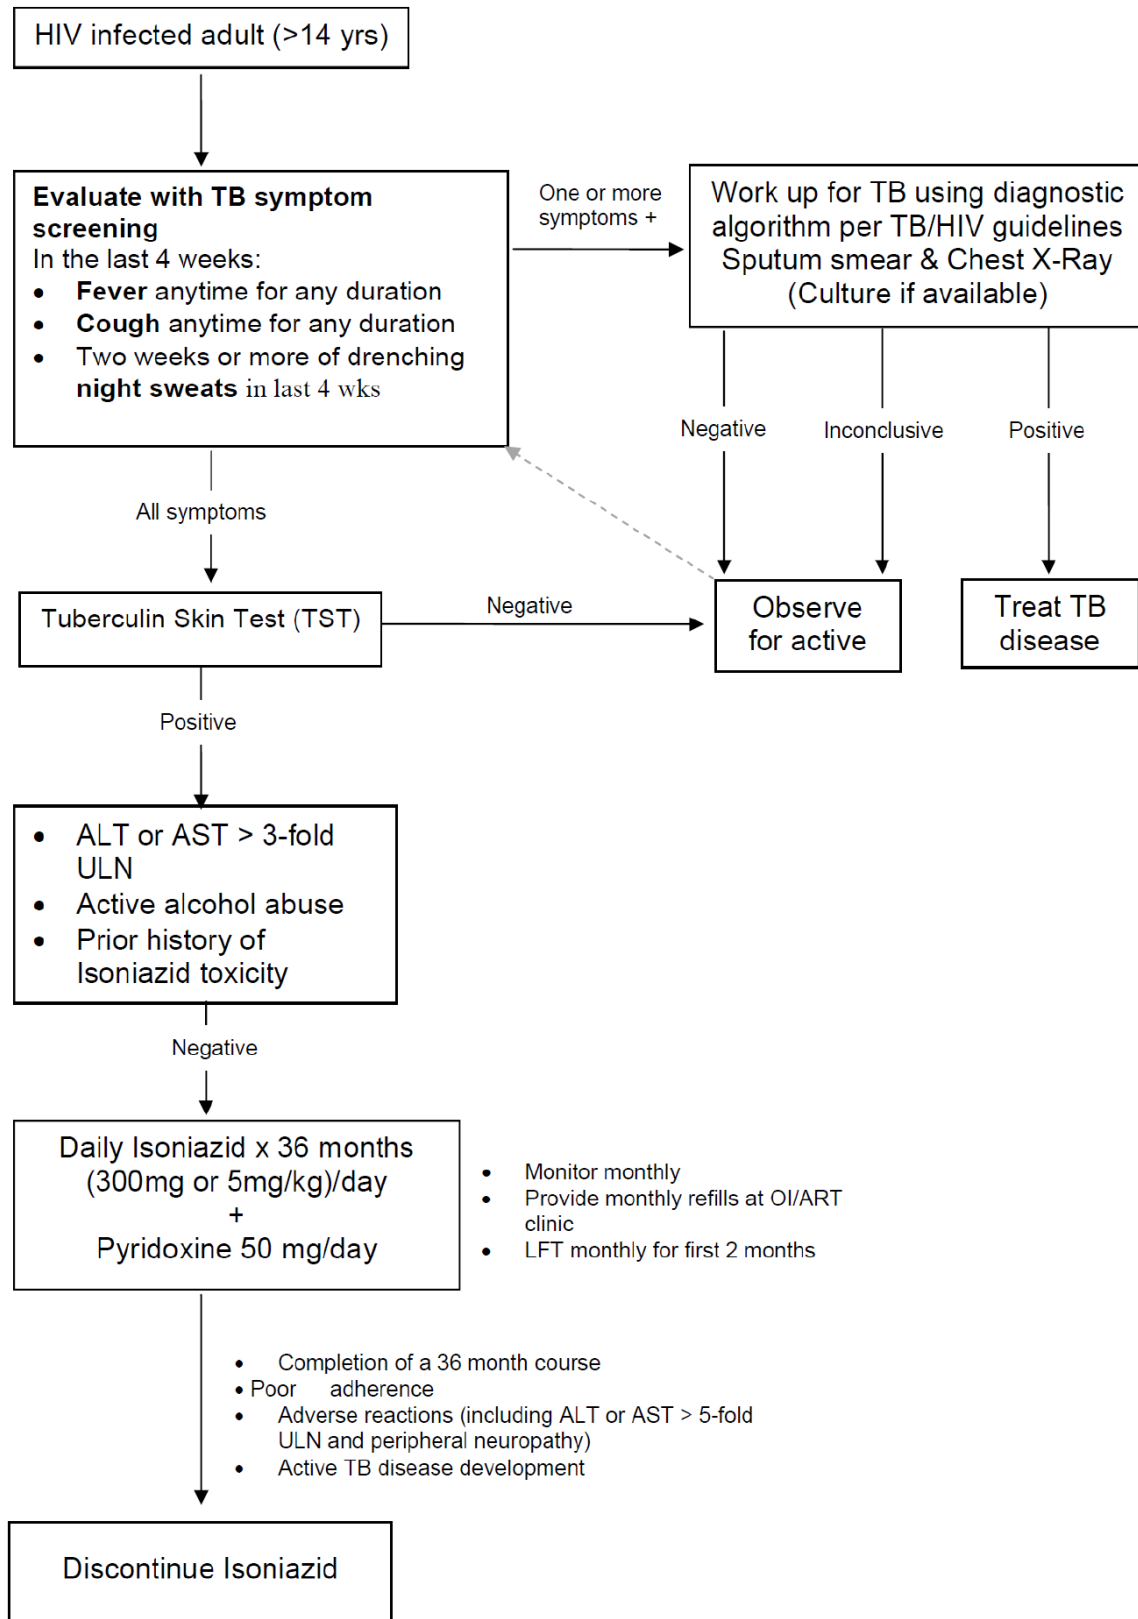 HIV infected adult (>14 yrs)
Evaluate with TB symptom
screening
In the last 4 weeks:
• Fever anytime for any duration
• Cough anytime for any duration
• Two weeks or more of drenching
night sweats in last 4 wks
One or more
symptoms +
Work up for TB using diagnostic
algorithm per TB/HIV guidelines
Sputum smear & Chest X-Ray
(Culture if available)
Negative
Inconclusive
Positive
All symptoms
Tuberculin Skin Test (TST)
Negative
Observe
for active
Treat TB
disease
Positive
• ALT or AST > 3-fold
ULN
• Active alcohol abuse
• Prior history of
Isoniazid toxicity
Negative
Daily Isoniazid x 36 months
(300mg or 5mg/kg)/day
+
Pyridoxine 50 mg/day
• Monitor monthly
• Provide monthly refills at OI/ART
clinic
• LFT monthly for first 2 months
• Completion of a 36 month course
• Poor adherence
• Adverse reactions (including ALT or AST > 5-fold
ULN and peripheral neuropathy)
• Active TB disease development
Discontinue Isoniazid